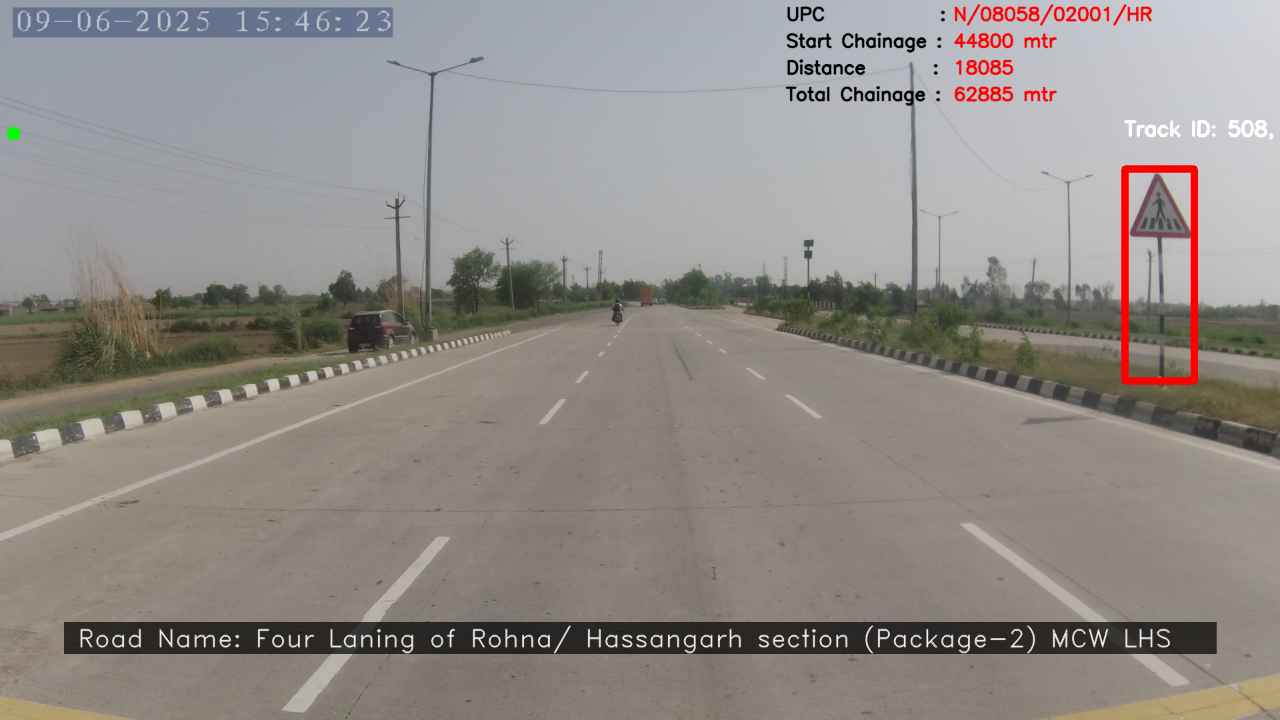 09-06-2025 15:46:23
UPC : N/08058/02001/HR
Start Chainage : 44800 mtr
Distance : 18085
Total Chainage : 62885 mtr
Track ID: 508,
Road Name: Four Laning of Rohna/ Hassangarh section (Package-2) MCW LHS